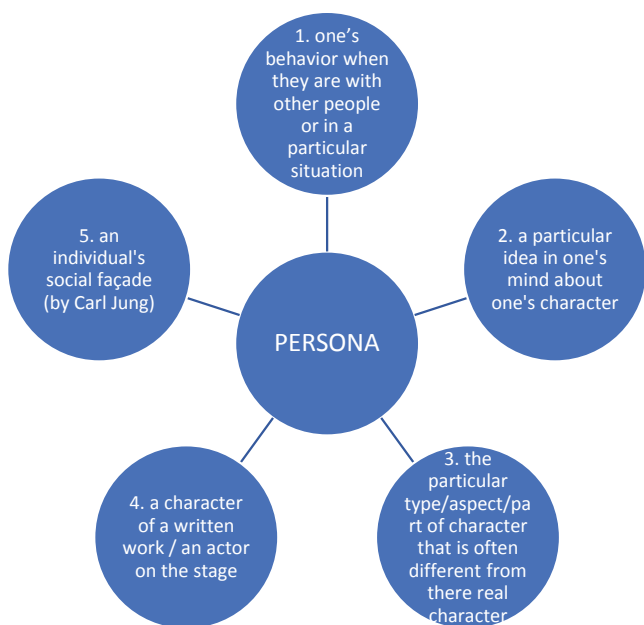 1. one's
behavior when
they are with
other people
or in a
particular
situation
2. a particular
idea in one's
mind about
one's character
3. the
particular
type/aspect/pa
rt of character
that is often
different from
there real
character
4. a character
of a written
work / an actor
on the stage
5. an
individual's
social façade
(by Carl Jung)
PERSONA